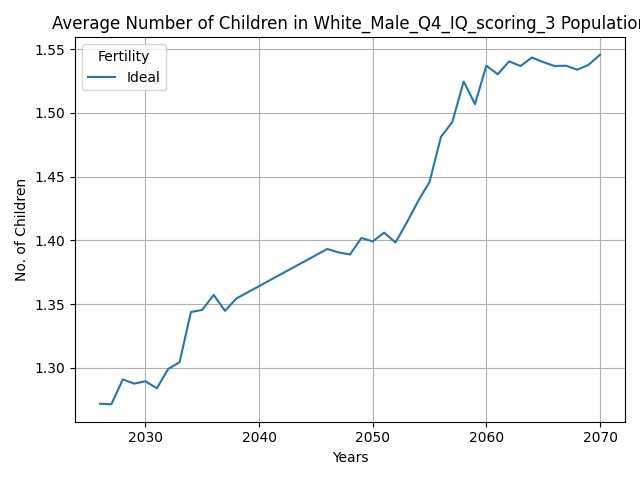 Average Number of Children in White_Male_Q4_IQ_scoring_3 Population
Fertility
Ideal
No. of Children
1.55
1.50
1.45
1.40
1.35
1.30
2030 2040 2050 2060 2070
Years